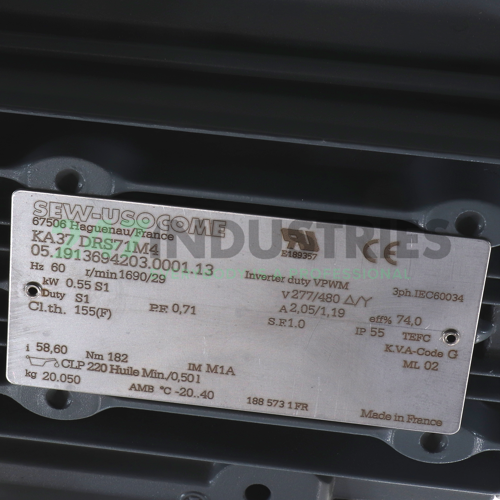 SEW-USOCOME
67506 Haguenau/France
KA37 DRS71M4
05.1913694203.0001.13
Hz 60 r/min 1690/29 Inverter duty VPWM
E189357
CE
kW 0.55 S1 V 277/480 Δ/Y 3ph.IEC60034
Duty S1 A 2,05/1,19 eff% 74,0
Cl.th. 155(F) P.F. 0,71 S.F.1.0 IP 55 TEFC
K.V.A-Code G
i 58,60 Nm 182 IM M1A ML 02
CLP 220 Huile Min./0,50 l
kg 20.050 AMB °C -20..40 188 573 1 FR Made in France
INDUSTRIES